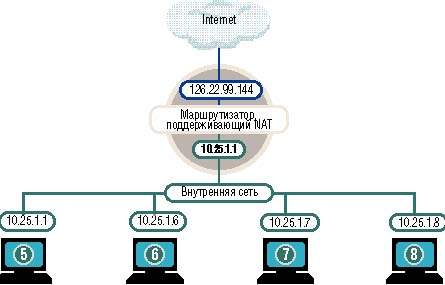 Internet
126.22.99.144
Маршрутизатор,
поддерживающий NAT
10.25.1.1
Внутренняя сеть
10.25.1.1
10.25.1.6
10.25.1.7
10.25.1.8
5
6
7
8